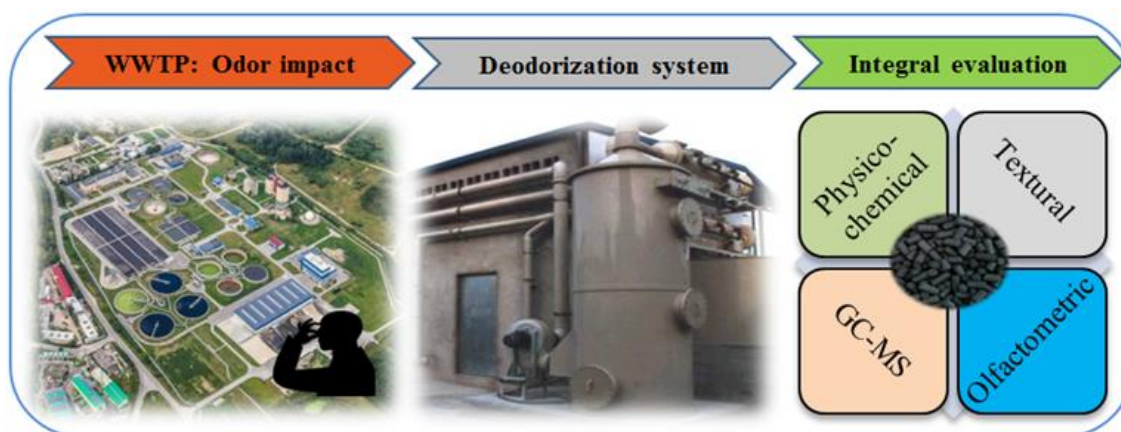 WWTP: Odor impact
Deodorization system
Integral evaluation
Physico-
chemical
Textural
GC-MS
Olfactometric